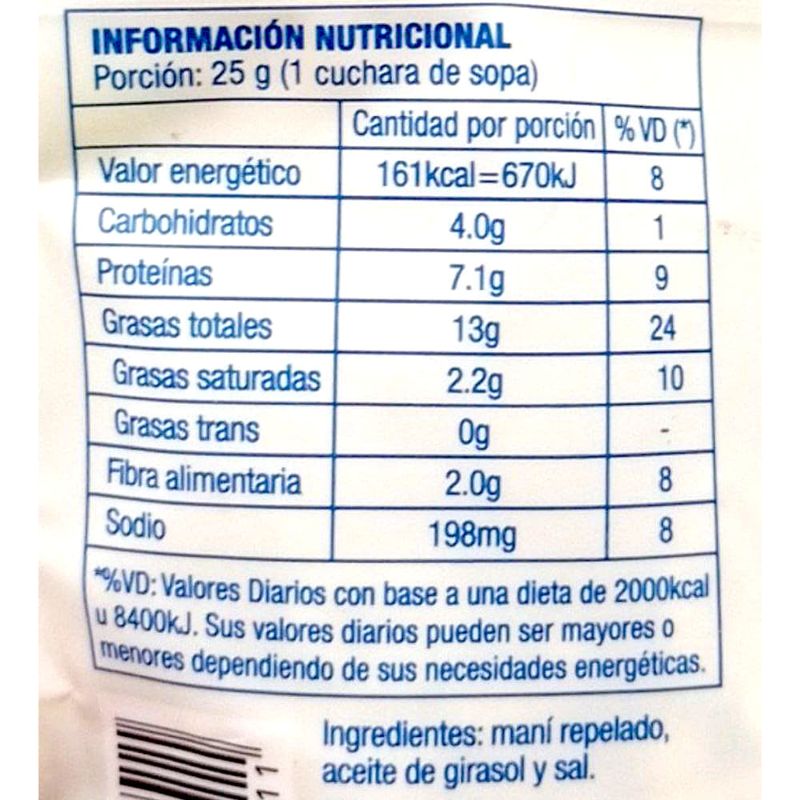 INFORMACIÓN NUTRICIONAL
Porción: 25 g (1 cuchara de sopa)
Cantidad por porción % VD (*)
Valor energético 161kcal=670kJ 8
Carbohidratos 4.0g 1
Proteínas 7.1g 9
Grasas totales 13g 24
Grasas saturadas 2.2g 10
Grasas trans 0g -
Fibra alimentaria 2.0g 8
Sodio 198mg 8
*%VD: Valores Diarios con base a una dieta de 2000kcal
u 8400kJ. Sus valores diarios pueden ser mayores o
menores dependiendo de sus necesidades energéticas.
Ingredientes: maní repelado,
aceite de girasol y sal.